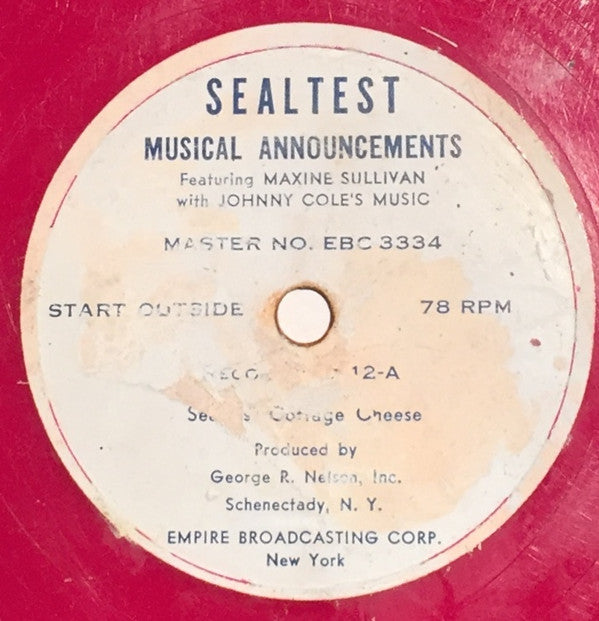 SEALTEST
MUSICAL ANNOUNCEMENTS
Featuring MAXINE SULLIVAN
with JOHNNY COLE'S MUSIC
MASTER NO. EBC 3334
START OUTSIDE 78 RPM
12-A
Cottage Cheese
Produced by
George R. Nelson, Inc.
Schenectady, N. Y.
EMPIRE BROADCASTING CORP.
New York